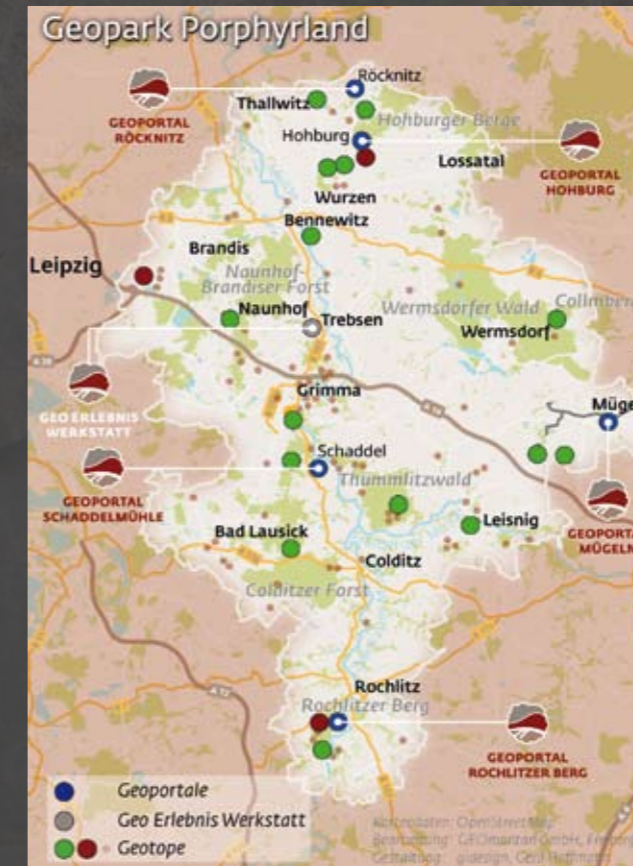 Geopark Porphyrland
Röcknitz
Thallwitz
GEOPORTAL
RÖCKNITZ
Hohburger Berge
Hohburg
Lossatal
GEOPORTAL
HOHBURG
Wurzen
Bennewitz
Brandis
Leipzig
Naunhof-
Brandiser Forst
Naunhof
Trebsen
Wermsdorfer Wald
Wermsdorf
GEO ERLEBNIS
WERKSTATT
Grimma
Schaddel
Thümmlitzwald
GEOPORTAL
SCHADDELMÜHLE
Leisnig
Bad Lausick
Colditz
Colditzer Forst
Rochlitz
Rochlitzer Berg
GEOPORTAL
ROCHLITZER BERG
Geoportale
Geo Erlebnis Werkstatt
Geotope
Kartendaten: OpenStreetMap